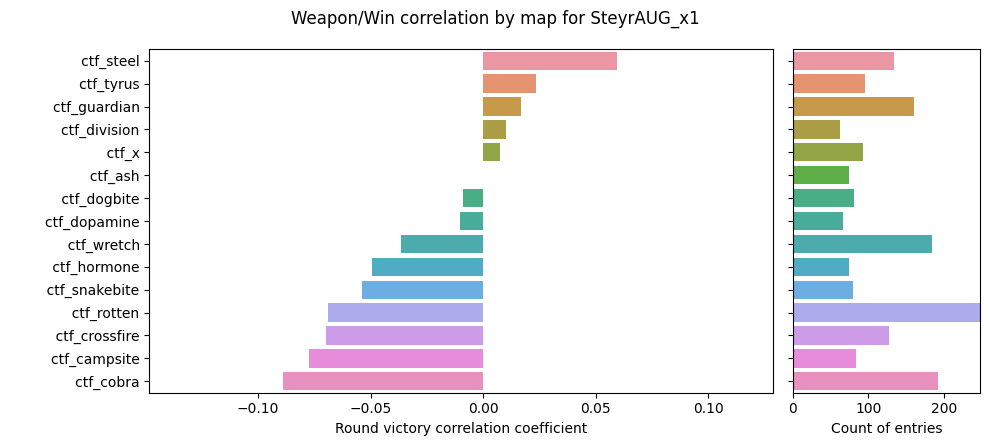 Weapon/Win correlation by map for SteyrAUG_x1
ctf_steel
ctf_tyrus
ctf_guardian
ctf_division
ctf_x
ctf_ash
ctf_dogbite
ctf_dopamine
ctf_wretch
ctf_hormone
ctf_snakebite
ctf_rotten
ctf_crossfire
ctf_campsite
ctf_cobra
−0.10 −0.05 0.00 0.05 0.10
Round victory correlation coefficient
0 100 200
Count of entries